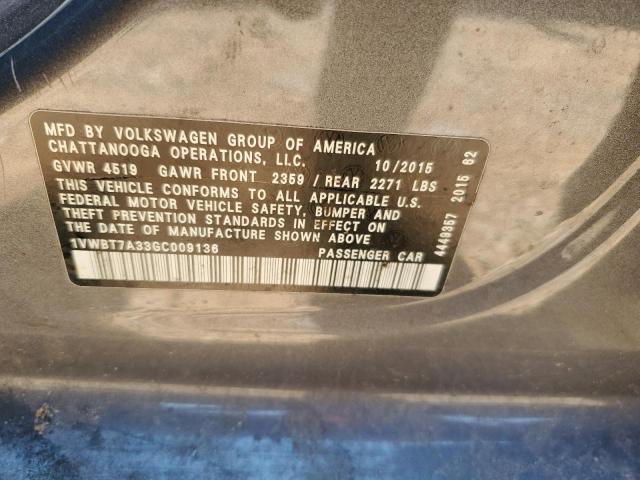 MFD BY VOLKSWAGEN GROUP OF AMERICA
CHATTANOOGA OPERATIONS, LLC. 10/2015
GVWR 4519 GAWR FRONT 2359 / REAR 2271 LBS
THIS VEHICLE CONFORMS TO ALL APPLICABLE U.S.
FEDERAL MOTOR VEHICLE SAFETY, BUMPER AND
THEFT PREVENTION STANDARDS IN EFFECT ON
THE DATE OF MANUFACTURE SHOWN ABOVE
1VWBT7A33GC009136 PASSENGER CAR
4449357 2016 82